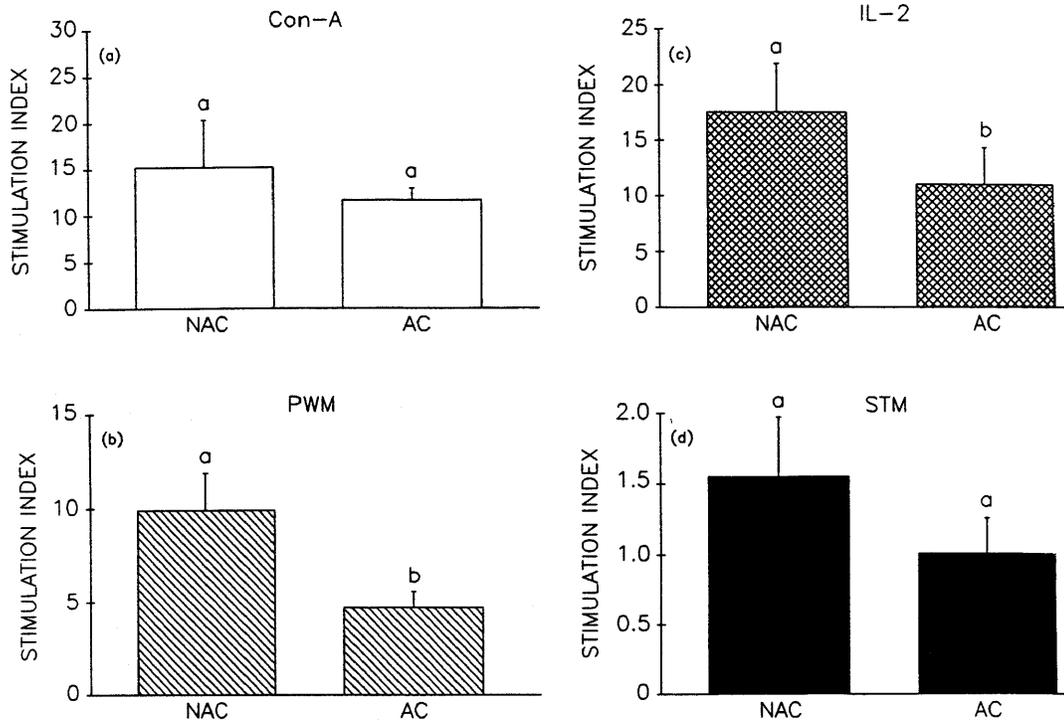 Con-A
(a)
STIMULATION INDEX
30
25
20
15
10
5
0
a
a
NAC
AC
IL-2
(c)
STIMULATION INDEX
25
20
15
10
5
0
a
b
NAC
AC
PWM
(b)
STIMULATION INDEX
15
10
5
0
a
b
NAC
AC
STM
(d)
STIMULATION INDEX
2.0
1.5
1.0
0.5
0
a
a
NAC
AC